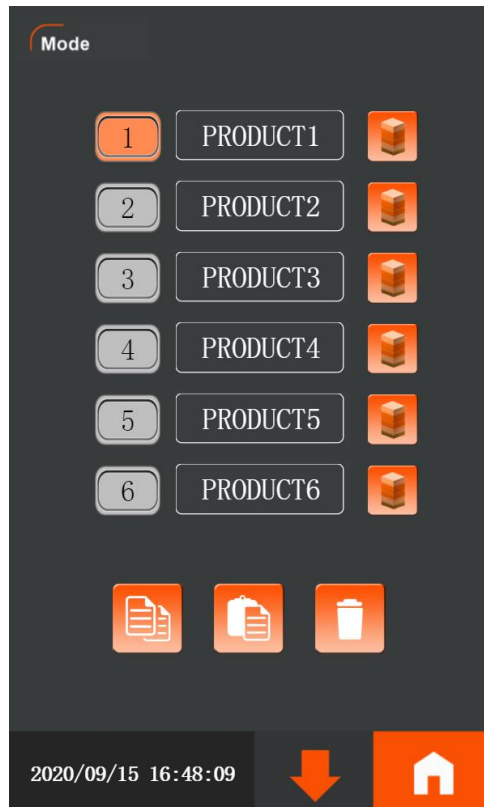 Mode
1 PRODUCT1
2 PRODUCT2
3 PRODUCT3
4 PRODUCT4
5 PRODUCT5
6 PRODUCT6
2020/09/15 16:48:09